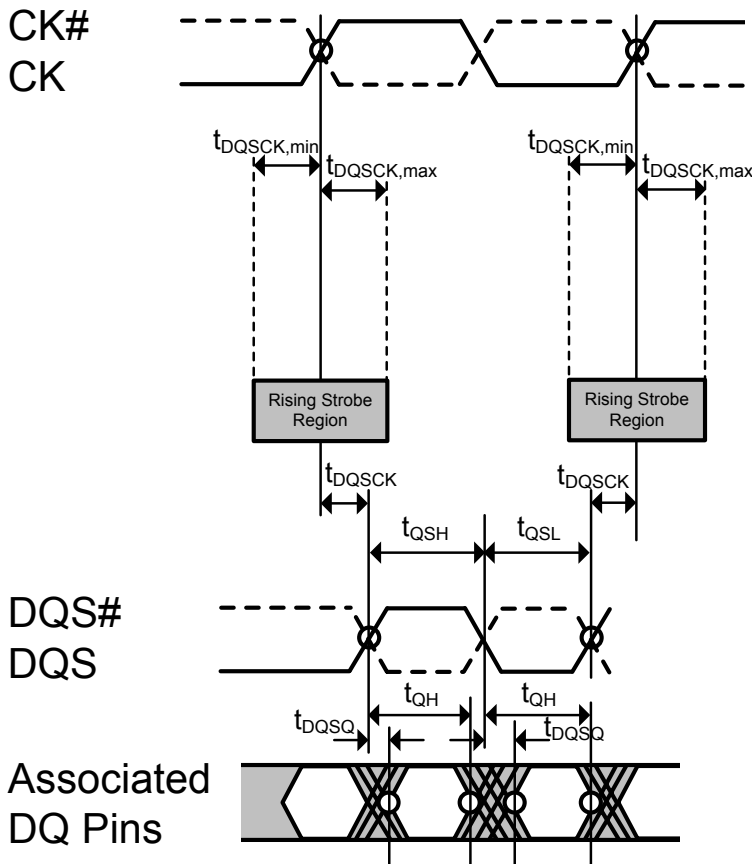 CK#
CK
tDQSCK,min
tDQSCK,max
tDQSCK,min
tDQSCK,max
Rising Strobe
Region
Rising Strobe
Region
tDQSCK
tDQSCK
tQSH
tQSL
DQS#
DQS
tQH
tQH
tDQSQ
tDQSQ
Associated
DQ Pins